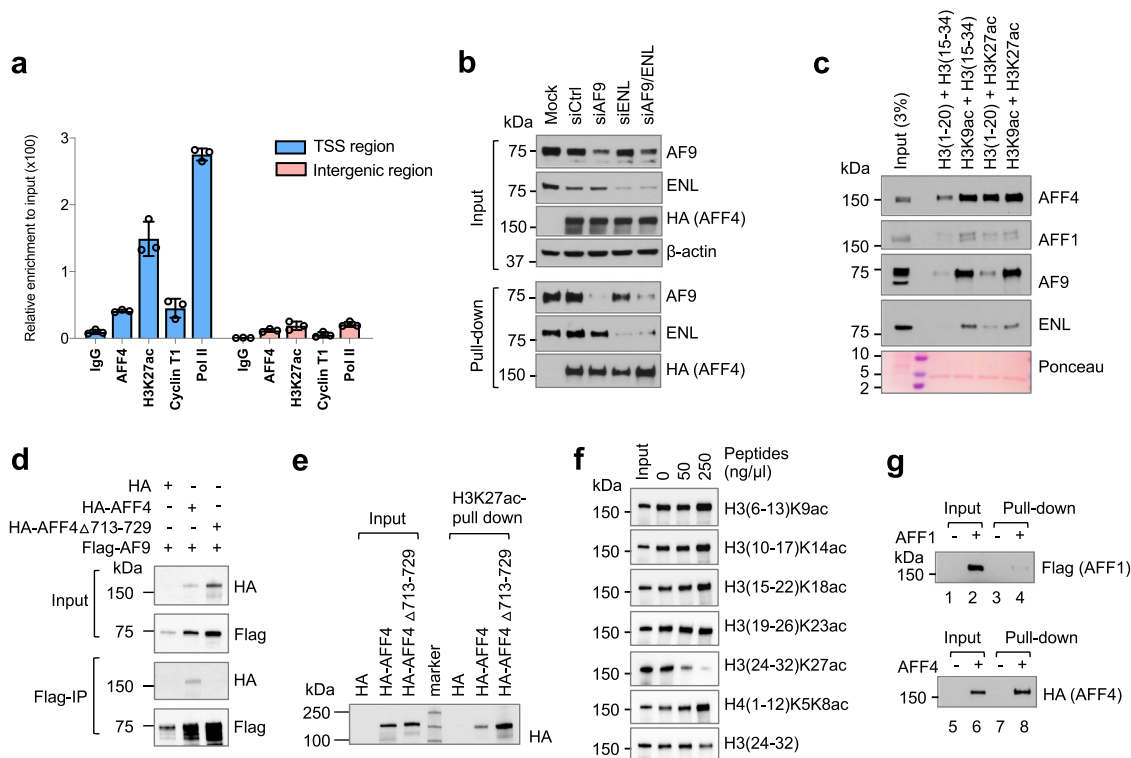 a
Relative enrichment to input (x100)
3
2
1
0
TSS region
Intergenic region
IgG
AFF4
H3K27ac
Cyclin T1
Pol II
IgG
AFF4
H3K27ac
Cyclin T1
Pol II
b
Mock
siCtrl
siAF9
siENL
siAF9/ENL
kDa
Input
75
AF9
75
ENL
150
HA (AFF4)
37
β-actin
Pull-down
75
AF9
75
ENL
150
HA (AFF4)
c
Input (3%)
H3(1-20) + H3(15-34)
H3K9ac + H3(15-34)
H3(1-20) + H3K27ac
H3K9ac + H3K27ac
kDa
150
AFF4
150
AFF1
75
AF9
75
ENL
10
5
2
Ponceau
d
HA + - -
HA-AFF4 - + -
HA-AFF4Δ713-729 - - +
Flag-AF9 + + +
kDa
Input
150
HA
75
Flag
Flag-IP
150
HA
75
Flag
e
H3K27ac-
pull down
Input
HA
HA-AFF4
HA-AFF4 Δ713-729
marker
HA
HA-AFF4
HA-AFF4 Δ713-729
kDa
250
100
HA
f
Input
0
50
250
Peptides
(ng/μl)
kDa
150 H3(6-13)K9ac
150 H3(10-17)K14ac
150 H3(15-22)K18ac
150 H3(19-26)K23ac
150 H3(24-32)K27ac
150 H4(1-12)K5K8ac
150 H3(24-32)
g
Input Pull-down
AFF1 - + - +
kDa
150
Flag (AFF1)
1 2 3 4
Input Pull-down
AFF4 - + - +
150
HA (AFF4)
5 6 7 8